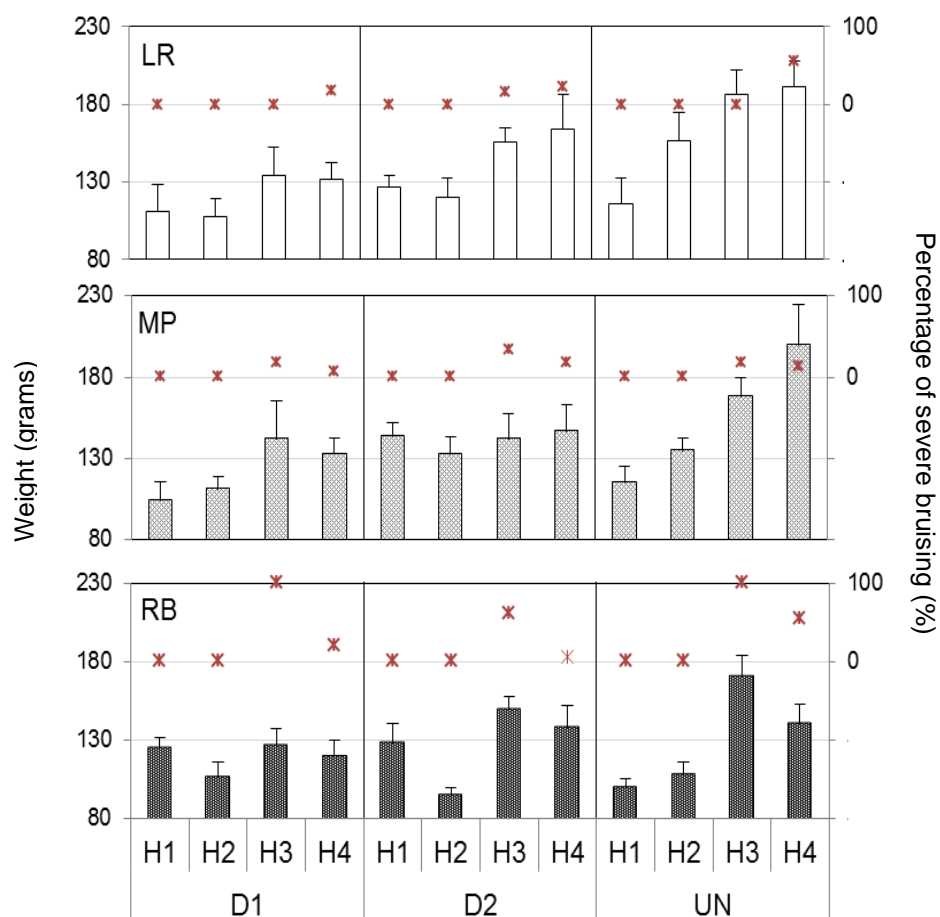 230 100
LR
180 0
130
80
230 100
MP
180 0
130
80
230 100
RB
180 0
130
80
H1 H2 H3 H4 H1 H2 H3 H4 H1 H2 H3 H4
D1 D2 UN
Weight (grams)
Percentage of severe bruising (%)